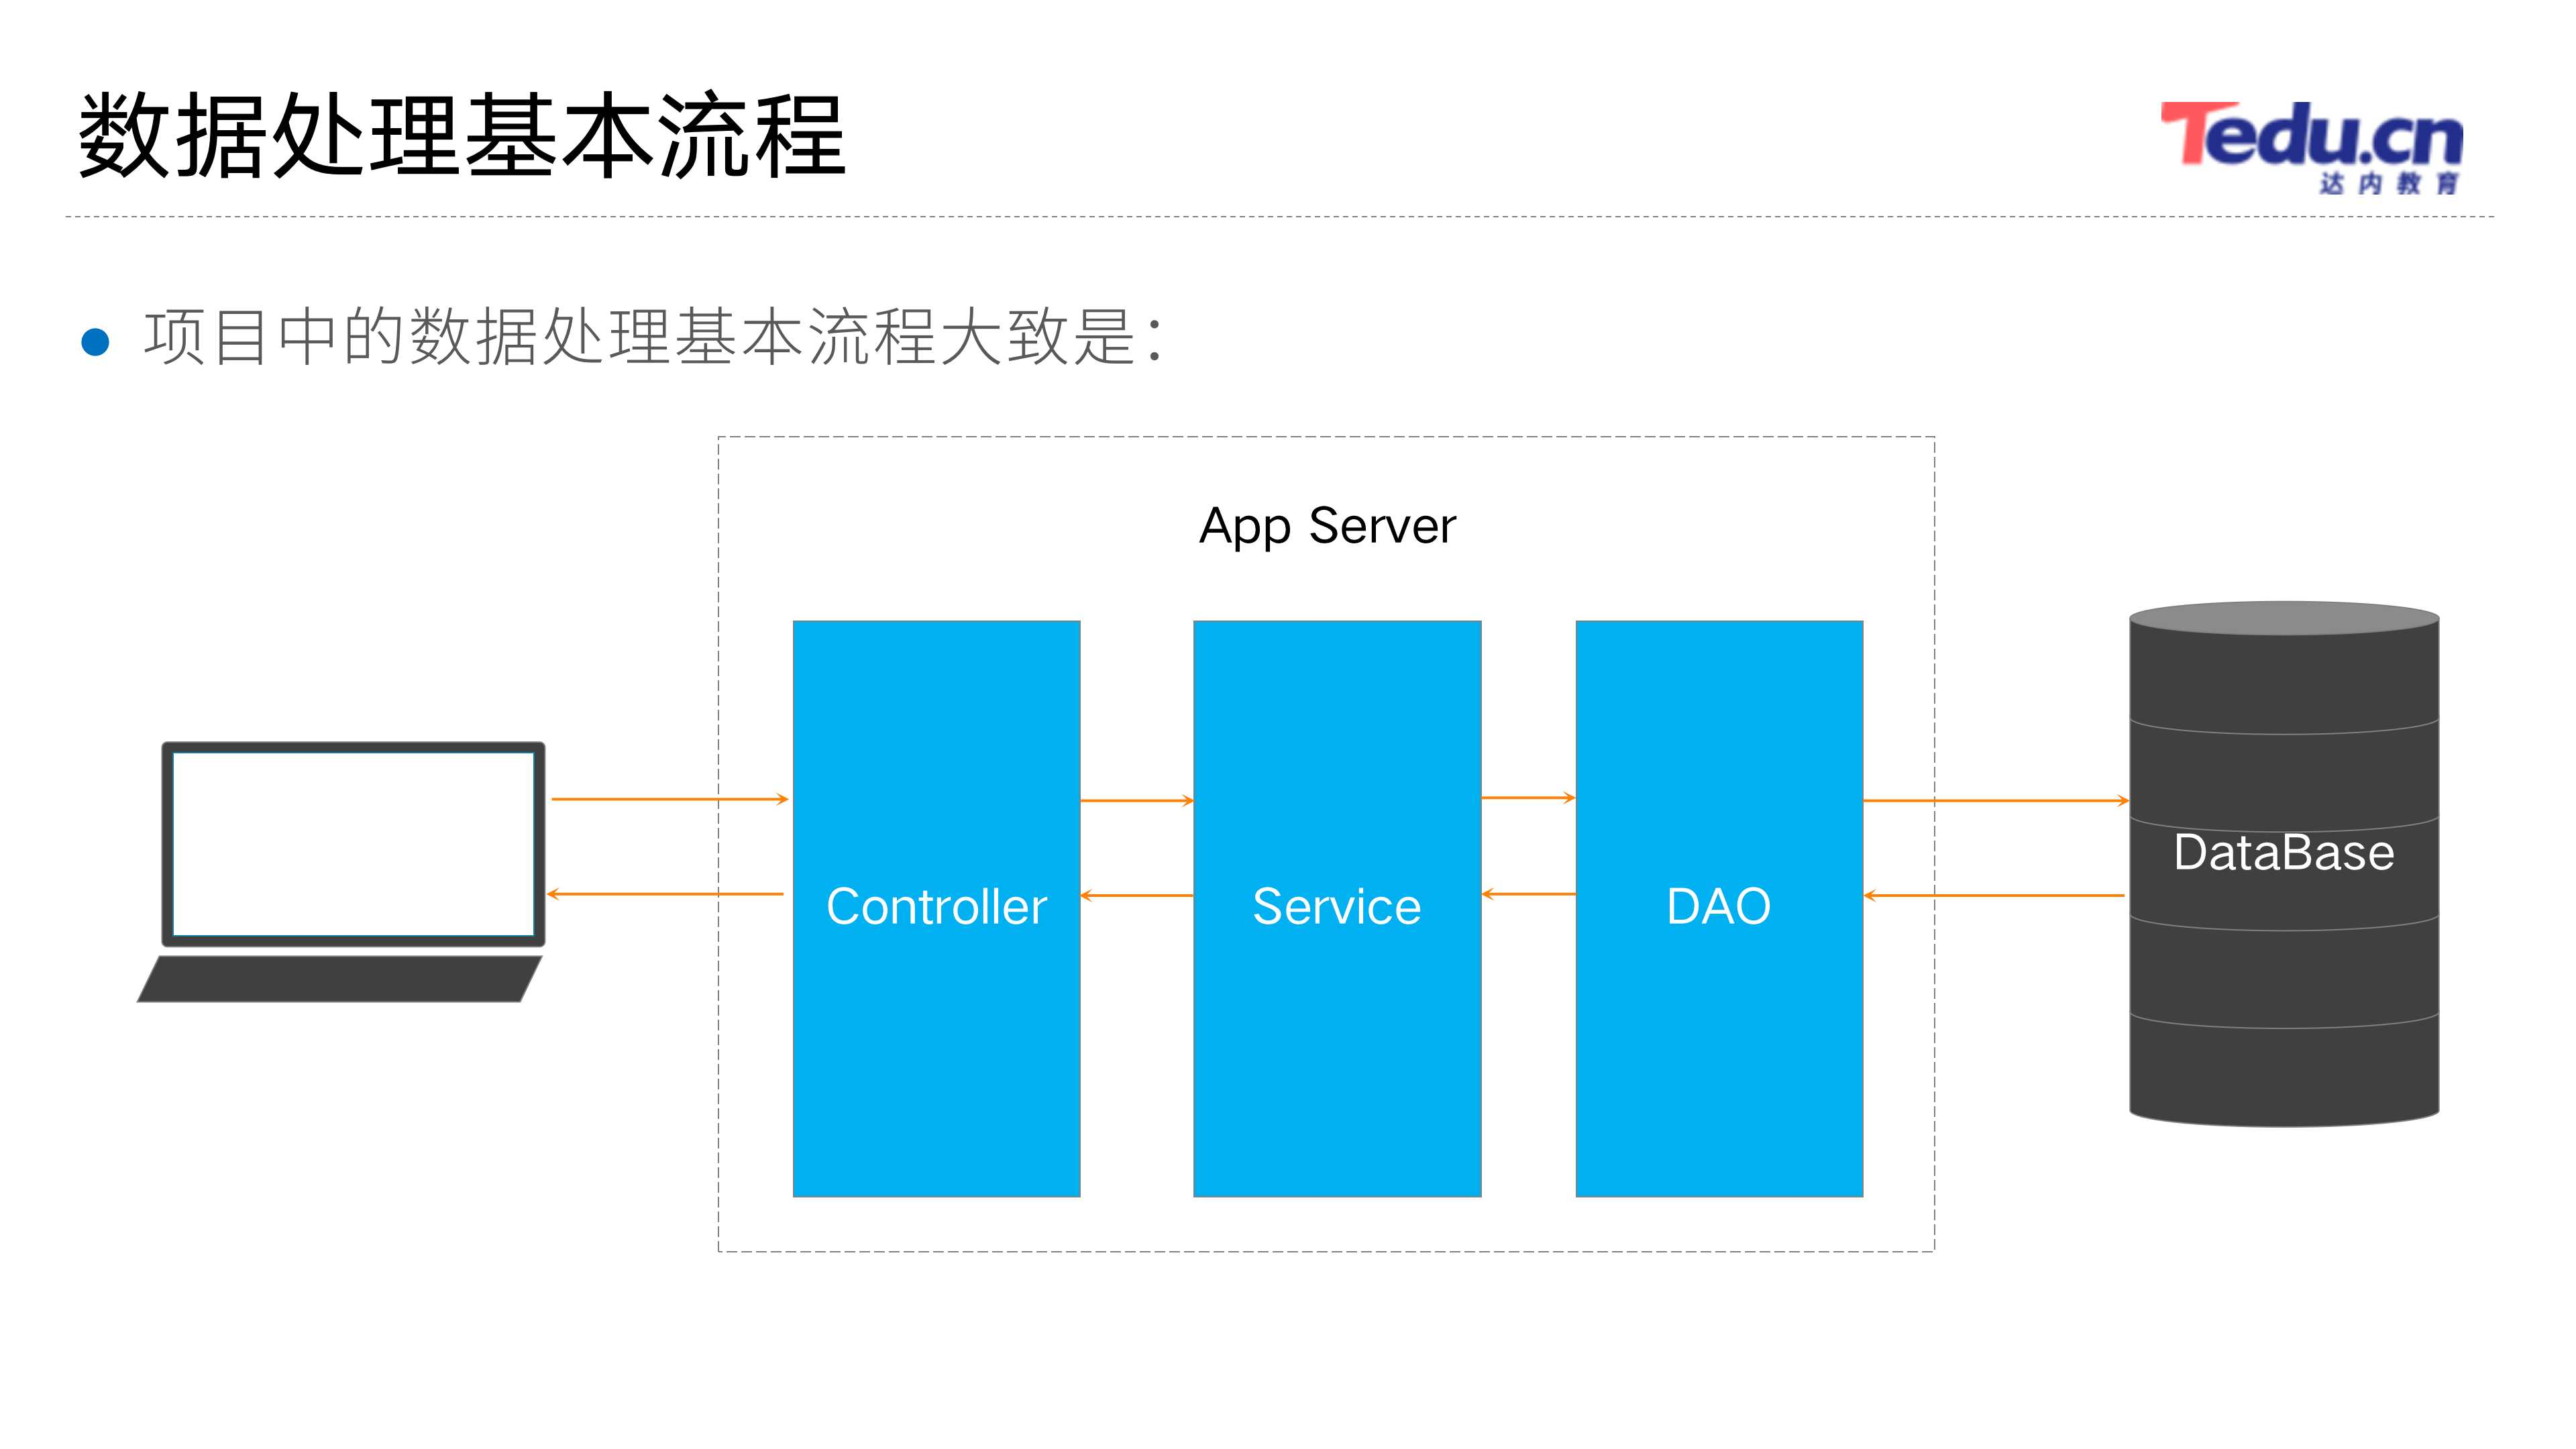 数据处理基本流程
Tedu.cn
达内教育
项目中的数据处理基本流程大致是：
App Server
Controller
Service
DAO
DataBase